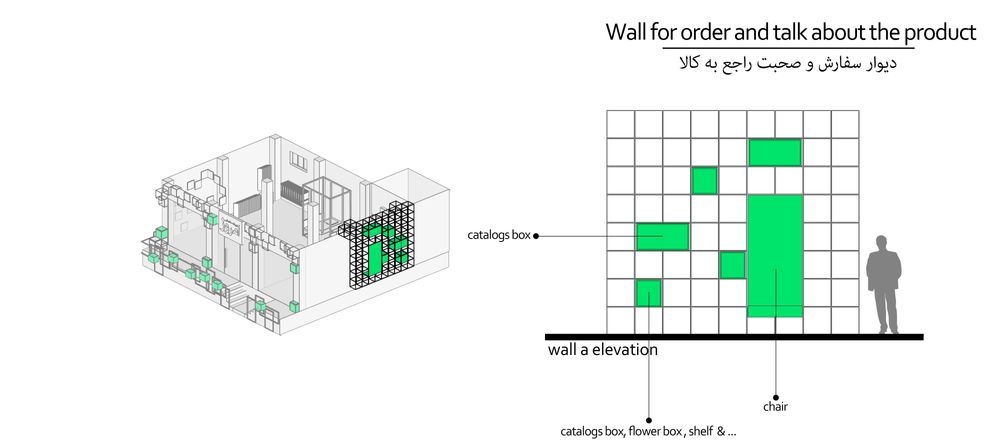 Wall for order and talk about the product
دیوار سفارش و صحبت راجع به کالا
catalogs box
wall a elevation
chair
catalogs box, flower box , shelf & ...